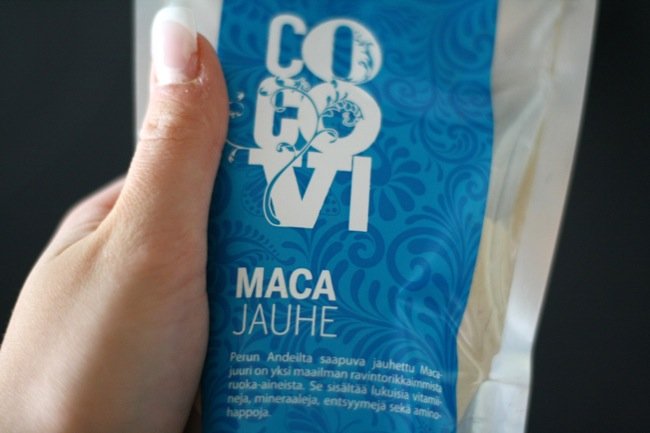 CO
CO
VI
MACA
JAUHE
Perun Andeilta saapuva jauhettu Maca-
juuri on yksi maailman ravintorikkaimmista
ruoka-aineista. Se sisältää lukuisia vitamii-
neja, mineraaleja, entsyymejä sekä amino-
happoja.